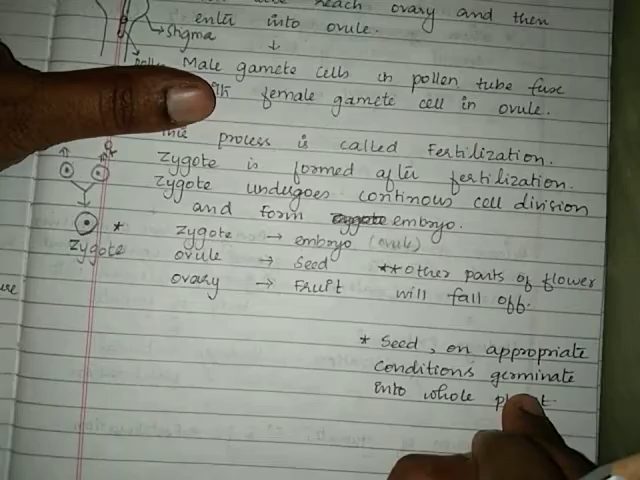 reach ovary and then
enter into ovule.
→ Stigma
↓
Male gamete cells in pollen tube fuse
female gamete cell in ovule.
This process is called Fertilization.
Zygote is formed after fertilization.
Zygote undergoes continous cell division
and form embryo.
* zygote → embryo (ovule)
Zygote
ovule → Seed
ovary → Fruit
**Other parts of flower
will fall off.
* Seed, on appropriate
conditions germinate
into whole